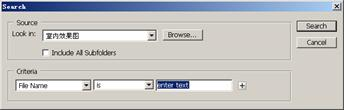 Search
Source
Look in: 室内效果图 Browse... Search
Include All Subfolders Cancel
Criteria
File Name is enter text